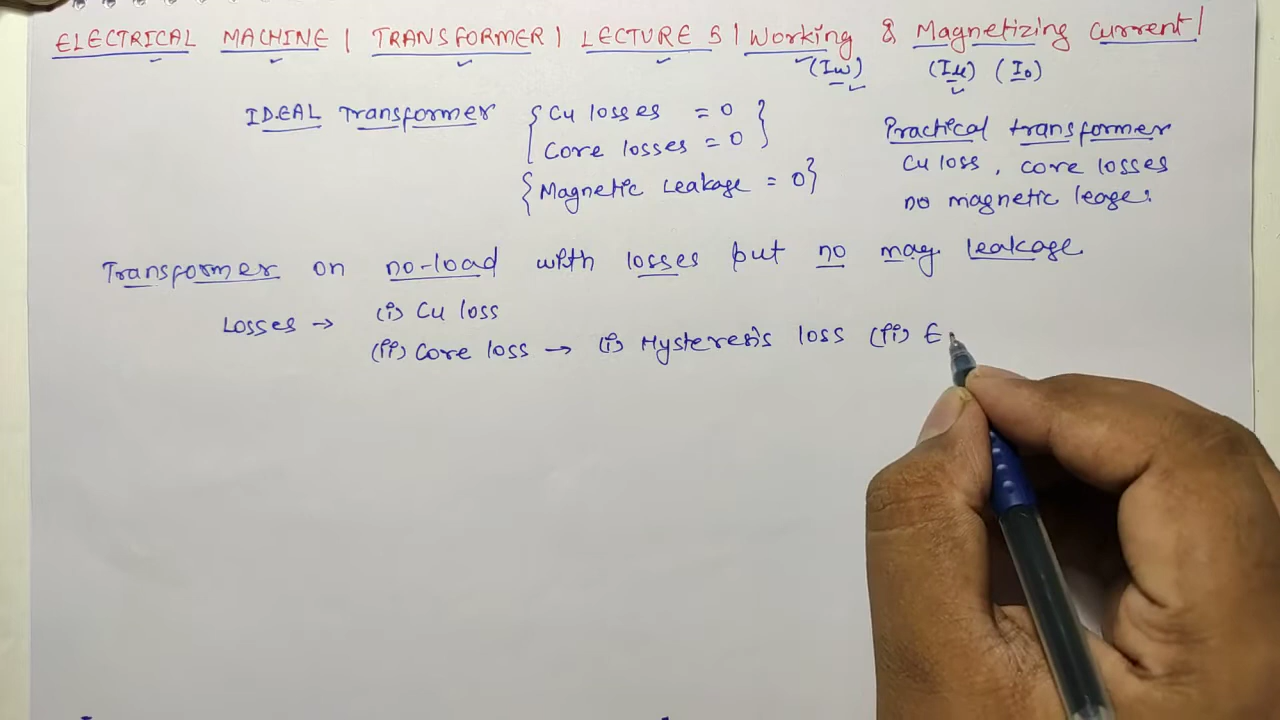 ELECTRICAL MACHINE | TRANSFORMER | LECTURE 5 | Working & Magnetizing Current |
(Iw) (Iμ) (I0)
IDEAL Transformer { Cu losses = 0 }
Core losses = 0
{ Magnetic Leakage = 0 }
Practical transformer
Cu loss, core losses
no magnetic leage.
Transformer on no-load with losses but no mag leakage
Losses → (i) Cu loss
(ii) Core loss → (i) Hysteresis loss (ii) E